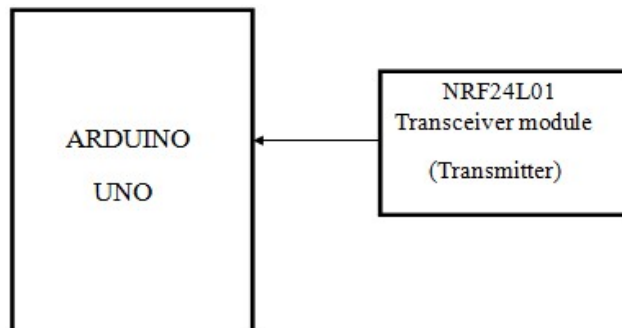 ARDUINO
UNO
NRF24L01
Transceiver module
(Transmitter)